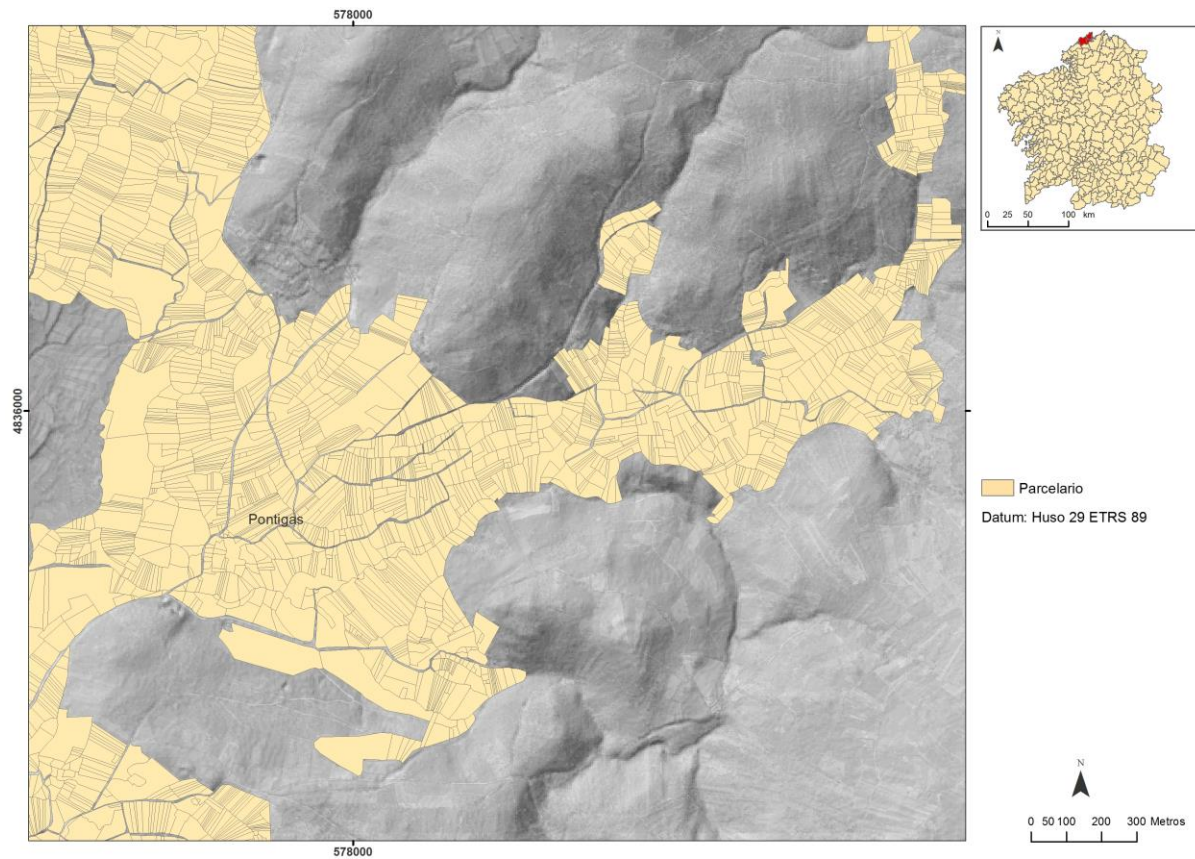 578000
4836000
Pontigas
578000
N
0 25 50 100 km
Parcelario
Datum: Huso 29 ETRS 89
N
0 50 100 200 300 Metros